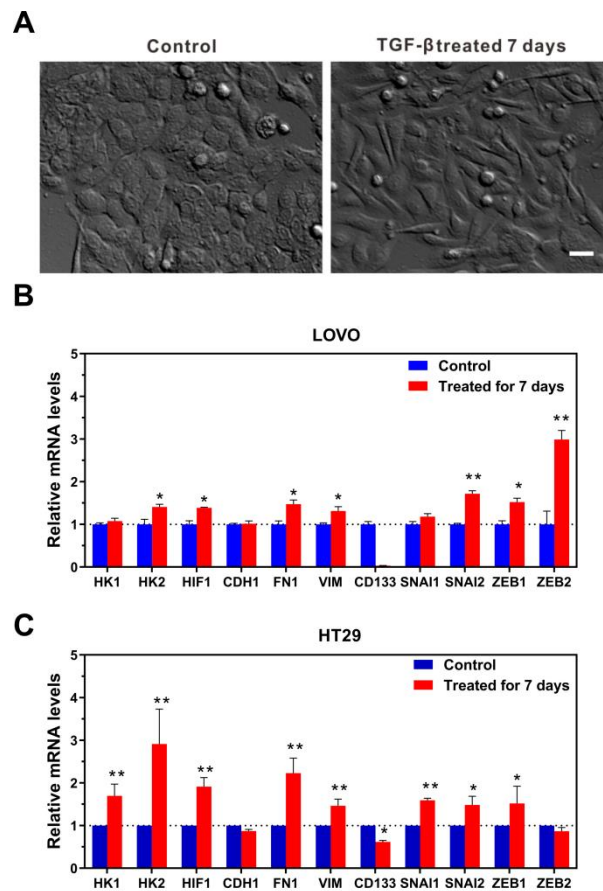 A
Control
TGF-β treated 7 days
B
LOVO
Relative mRNA levels
5
4
3
2
1
0
Control
Treated for 7 days
*
*
*
*
**
*
**
HK1 HK2 HIF1 CDH1 FN1 VIM CD133 SNAI1 SNAI2 ZEB1 ZEB2
C
HT29
Relative mRNA levels
5
4
3
2
1
0
Control
Treated for 7 days
**
**
**
**
**
*
**
*
*
HK1 HK2 HIF1 CDH1 FN1 VIM CD133 SNAI1 SNAI2 ZEB1 ZEB2